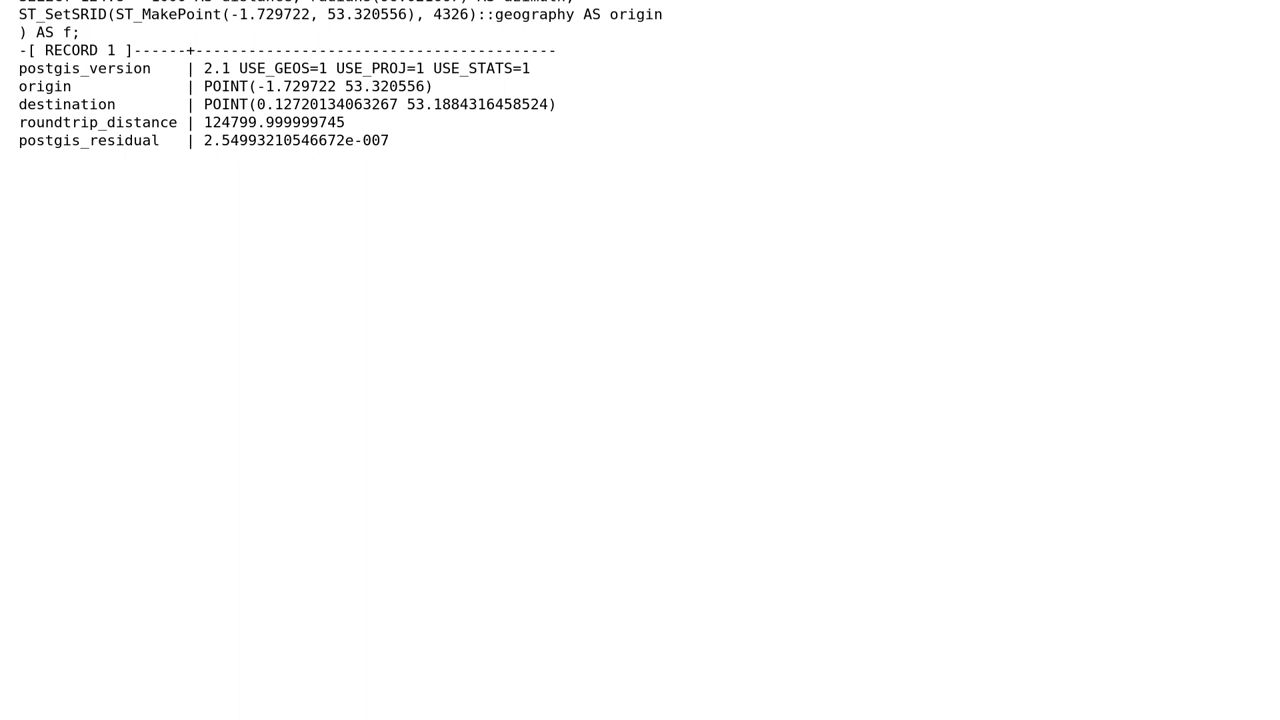 ST_SetSRID(ST_MakePoint(-1.729722, 53.320556), 4326)::geography AS origin
) AS f;
-[ RECORD 1 ]------+-----------------------------------------
postgis_version    | 2.1 USE_GEOS=1 USE_PROJ=1 USE_STATS=1
origin             | POINT(-1.729722 53.320556)
destination        | POINT(0.12720134063267 53.1884316458524)
roundtrip_distance | 124799.999999745
postgis_residual   | 2.54993210546672e-007